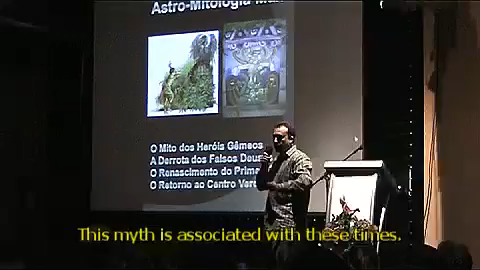 Astro-Mitologia
O Mito dos Heróis Gêmeos
A Derrota dos Falsos
O Renascimento do
O Retorno ao Centro
This myth is associated with these times.